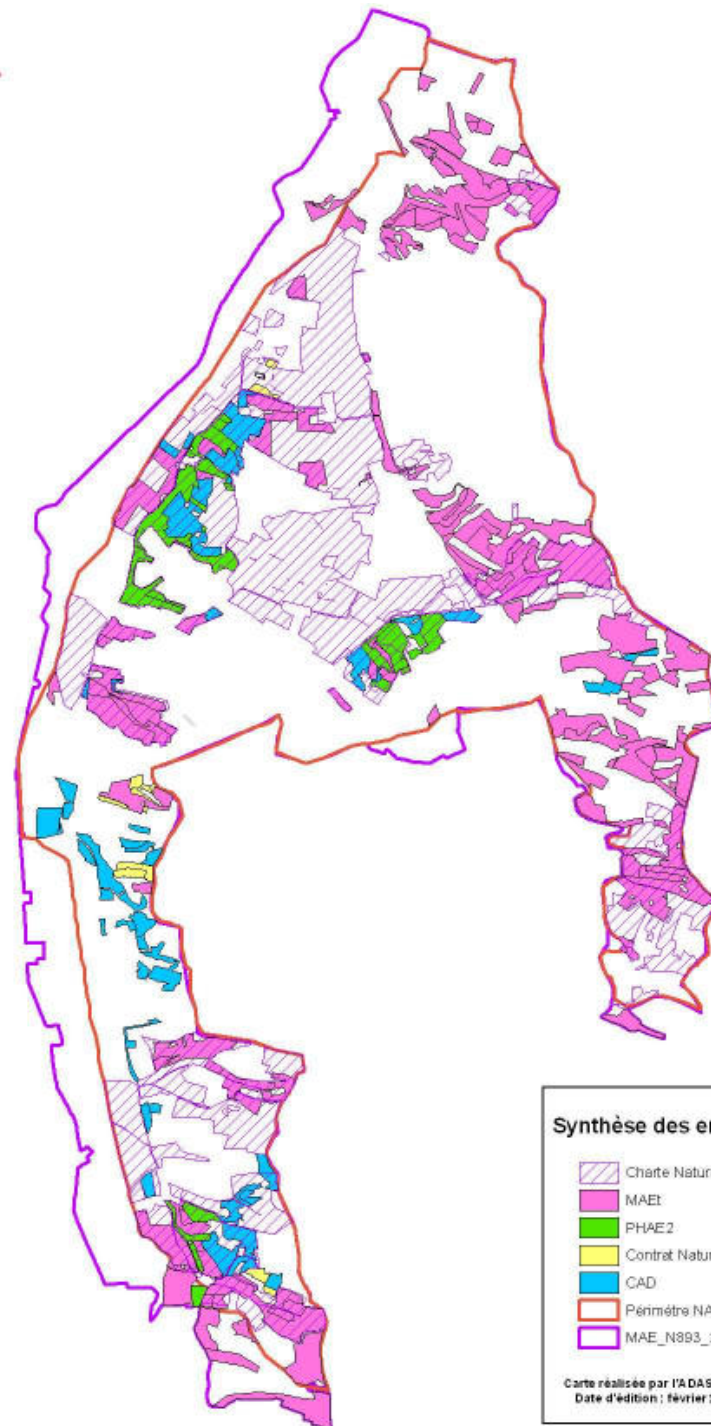 Synthèse des
Charte Natur
MAEt
PHAE2
Contrat Natur
CAD
Périmètre NA
MAE_N893_
Carte réalisée par l'ADAS
Date d'édition : février